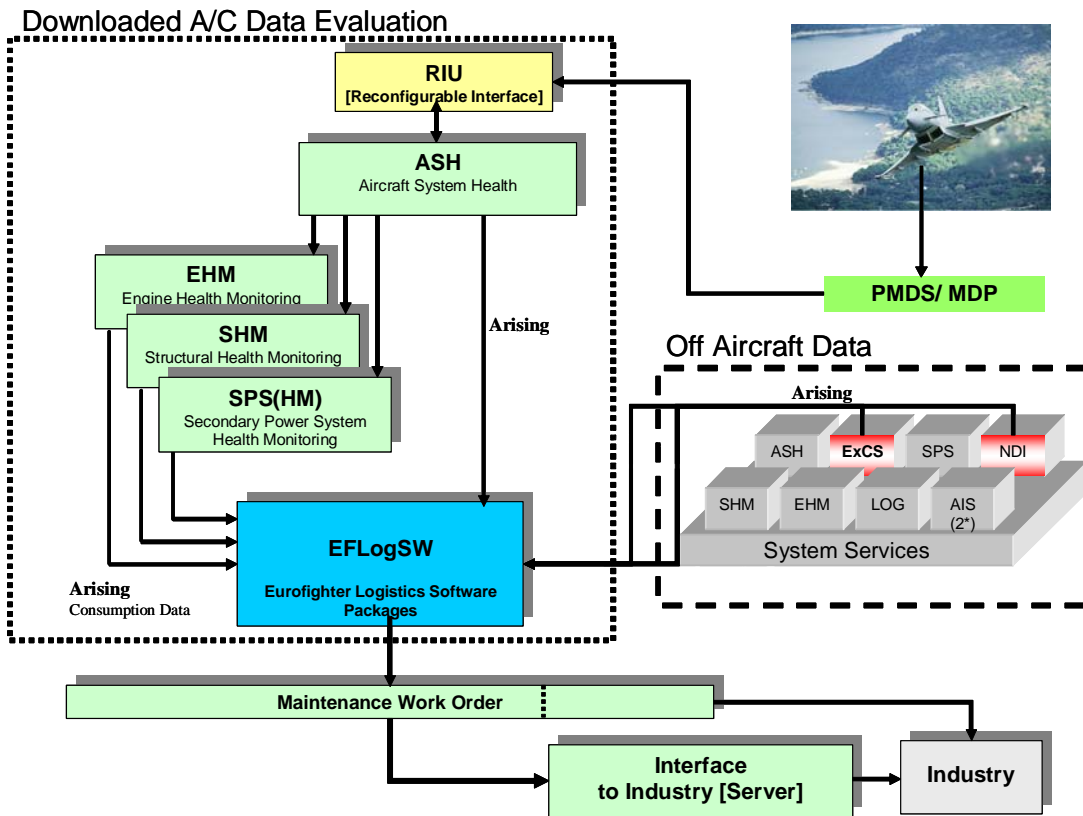 Downloaded A/C Data Evaluation
RIU
[Reconfigurable Interface]
ASH
Aircraft System Health
EHM
Engine Health Monitoring
SHM
Structural Health Monitoring
SPS(HM)
Secondary Power System
Health Monitoring
Arising
PMDS/ MDP
Off Aircraft Data
Arising
ASH
ExCS
SPS
NDI
SHM
EHM
LOG
AIS
(2*)
System Services
EFLogSW
Eurofighter Logistics Software
Packages
Arising
Consumption Data
Maintenance Work Order
Interface
to Industry [Server]
Industry